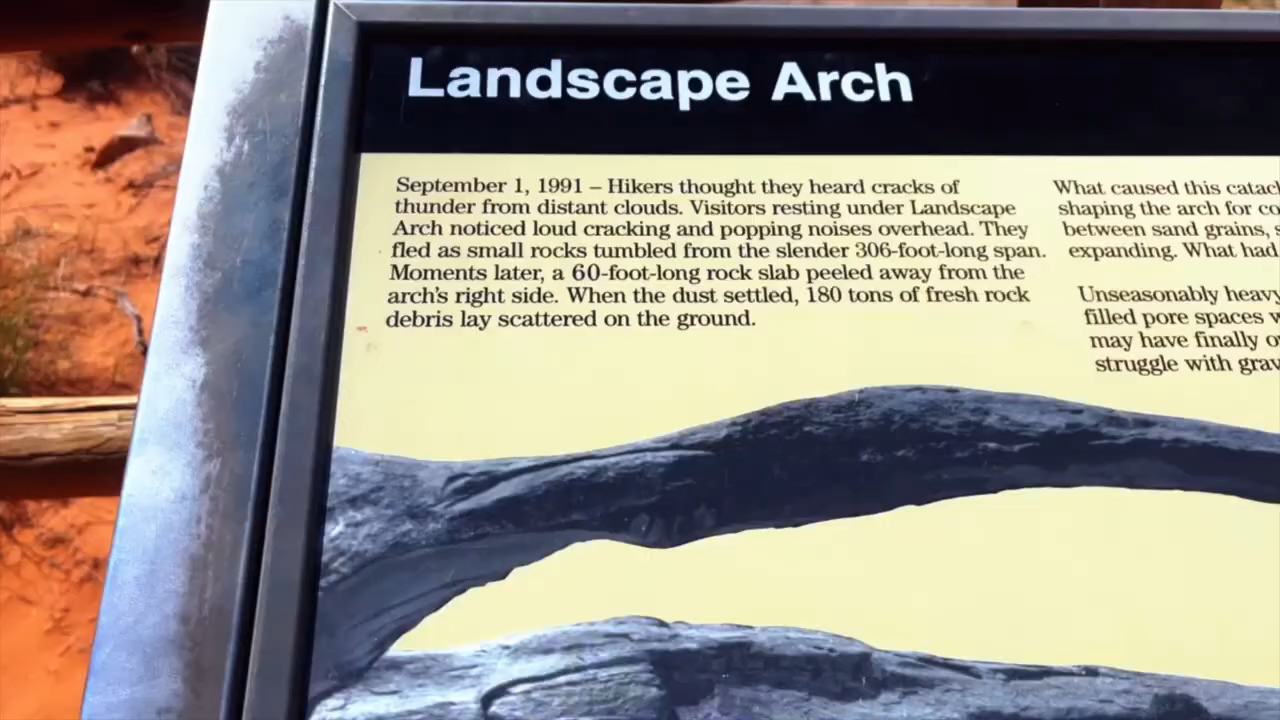 Landscape Arch
September 1, 1991 – Hikers thought they heard cracks of
thunder from distant clouds. Visitors resting under Landscape
Arch noticed loud cracking and popping noises overhead. They
fled as small rocks tumbled from the slender 306-foot-long span.
Moments later, a 60-foot-long rock slab peeled away from the
arch's right side. When the dust settled, 180 tons of fresh rock
debris lay scattered on the ground.
What caused this
shaping the arch for
between sand grains,
expanding. What had
Unseasonably heavy
filled pore spaces
may have finally
struggle with